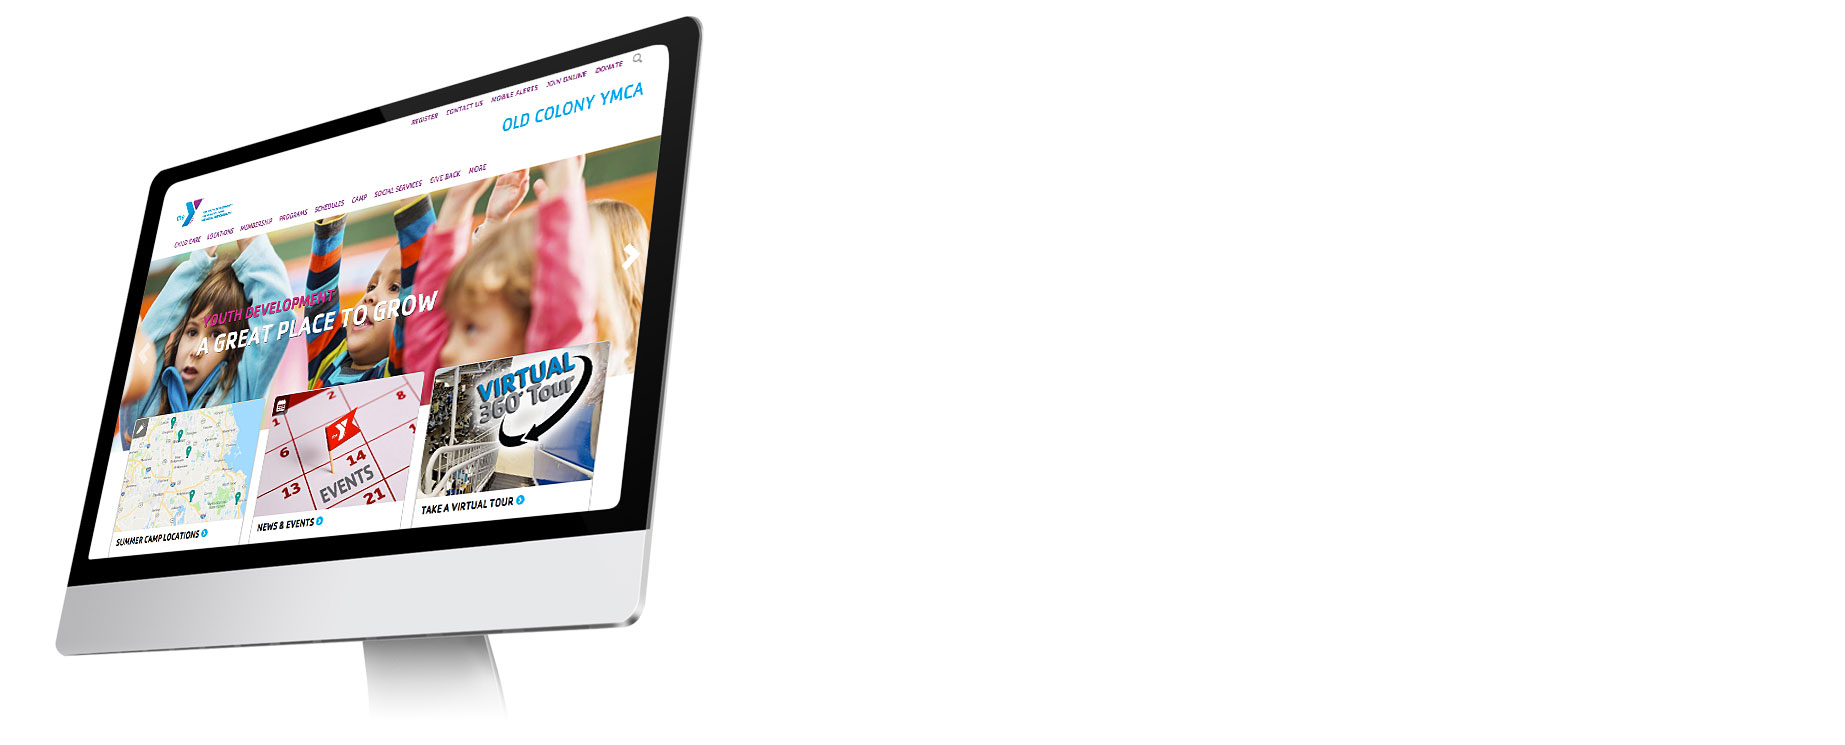 REGISTER CONTACT US MOBILE ALERTS JOIN ONLINE DONATE
OLD COLONY YMCA
the Y
CHILD CARE LOCATIONS MEMBERSHIP PROGRAMS SCHEDULES CAMP SOCIAL SERVICES GIVE BACK MORE
YOUTH DEVELOPMENT
A GREAT PLACE TO GROW
SUMMER CAMP LOCATIONS
1 2 8
6 14
13 21
the Y
EVENTS
NEWS & EVENTS
VIRTUAL
360° Tour
TAKE A VIRTUAL TOUR